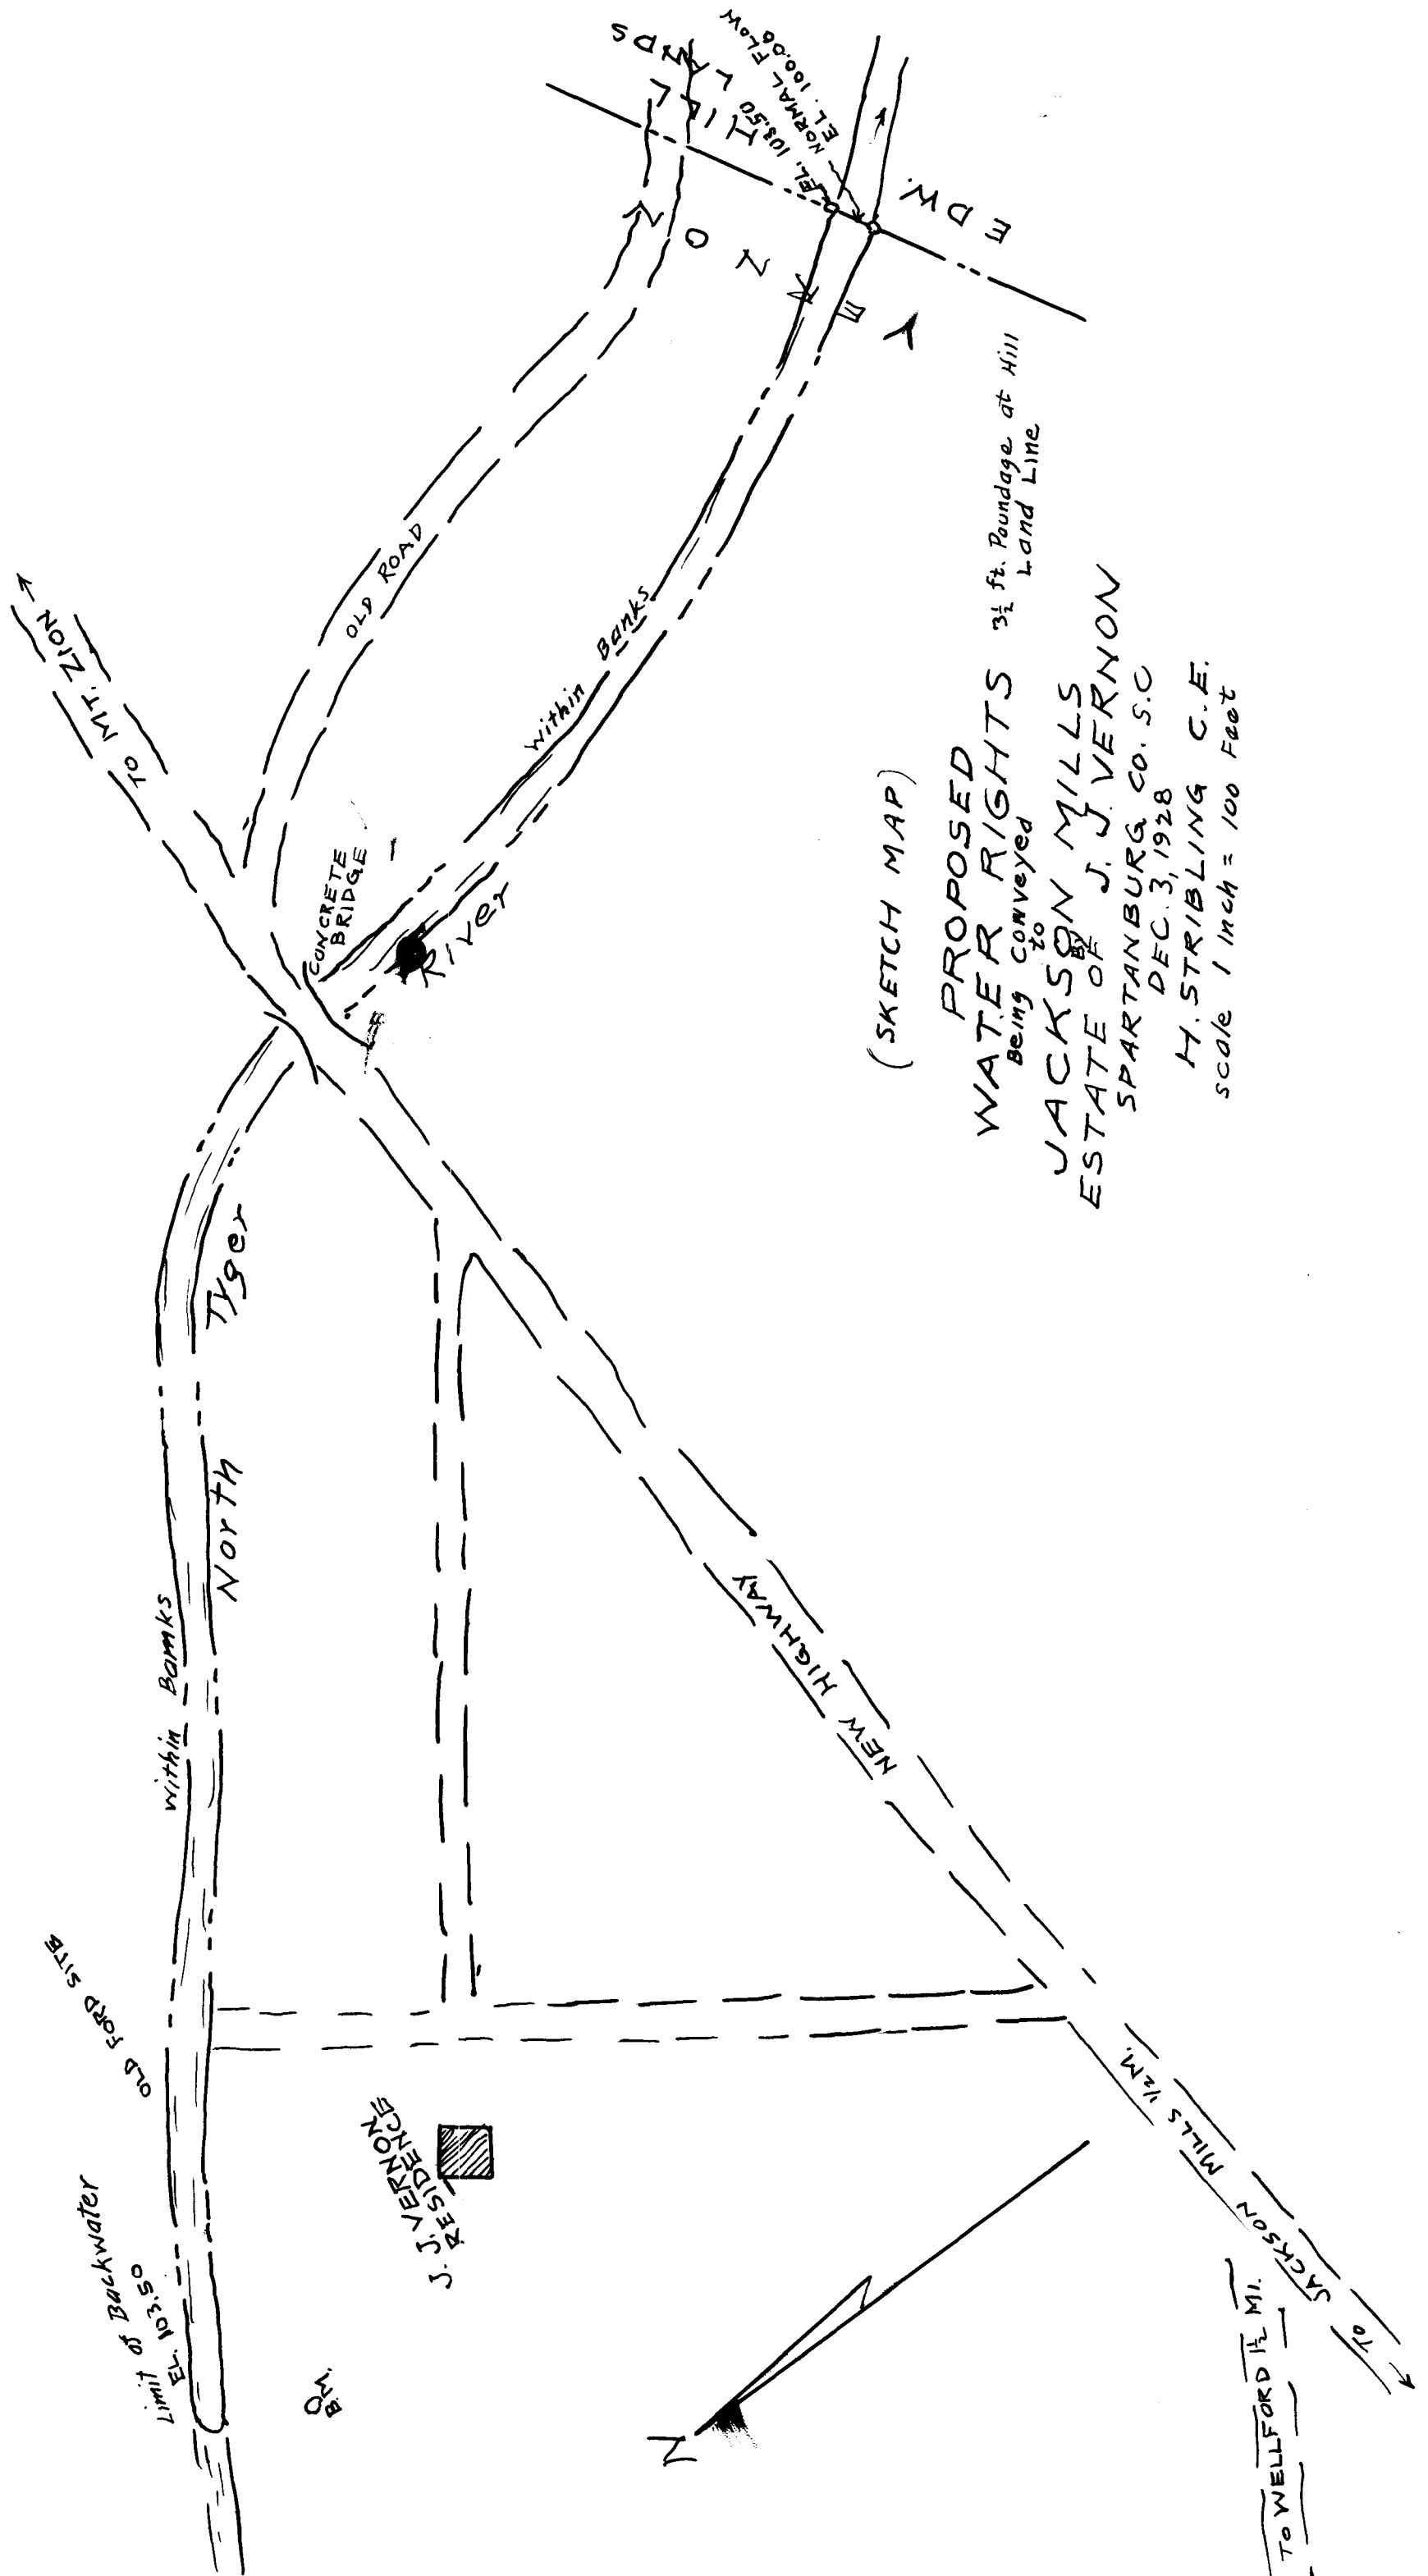 (SKETCH MAP)
PROPOSED
WATER RIGHTS 3½ ft. Poundage at Hill
Land Line
Being conveyed
to
JACKSON MILLS
BY
ESTATE OF J. J. VERNON
SPARTANBURG CO. S.C
DEC. 3, 1928
H. STRIBLING C.E.
scale 1 inch = 100 Feet
TO MT. ZION
OLD ROAD
CONCRETE
BRIDGE
within Banks
North Tyger River
within Banks
OLD FORD SITE
Limit of Backwater
EL. 103.50
B.M.
J. J. VERNON
RESIDENCE
NEW HIGHWAY
TO JACKSON MILLS 1/2 M.
TO WELLFORD 1½ MI.
N
EDW.
HILL LANDS
EL. 103.50
NORMAL FLOW
EL. 100.00